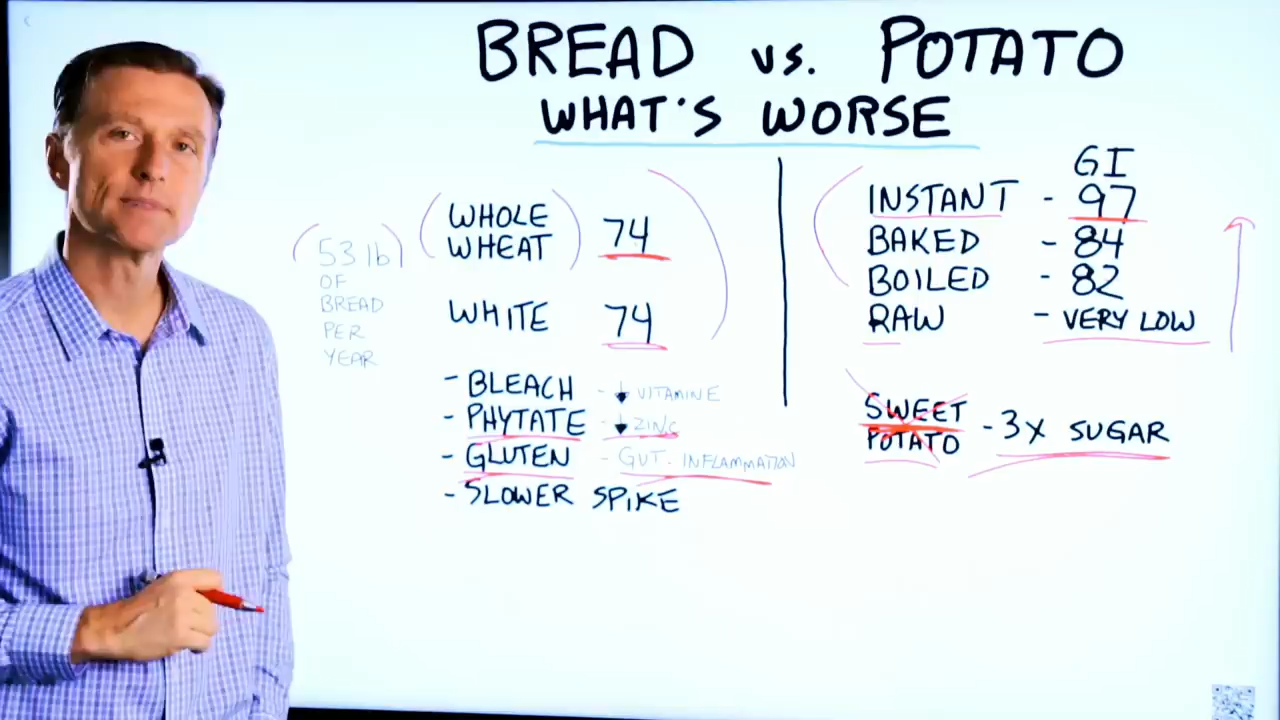 BREAD vs. POTATO
WHAT'S WORSE
(53 lb)
OF
BREAD
PER
YEAR
(WHOLE
WHEAT) 74
WHITE 74
- BLEACH - ↓ VITAMIN E
- PHYTATE - ↓ ZINC
- GLUTEN - GUT INFLAMMATION
- SLOWER SPIKE
GI
INSTANT - 97
BAKED - 84
BOILED - 82
RAW - VERY LOW
SWEET
POTATO - 3X SUGAR